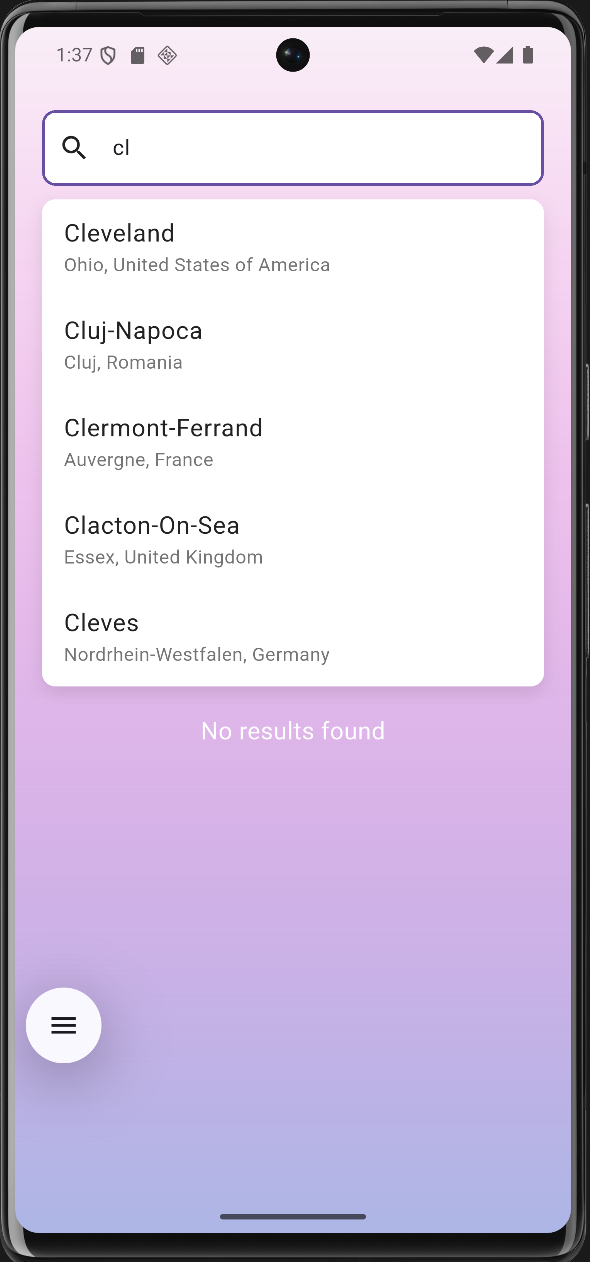 1:37
cl
Cleveland
Ohio, United States of America
Cluj-Napoca
Cluj, Romania
Clermont-Ferrand
Auvergne, France
Clacton-On-Sea
Essex, United Kingdom
Cleves
Nordrhein-Westfalen, Germany
No results found